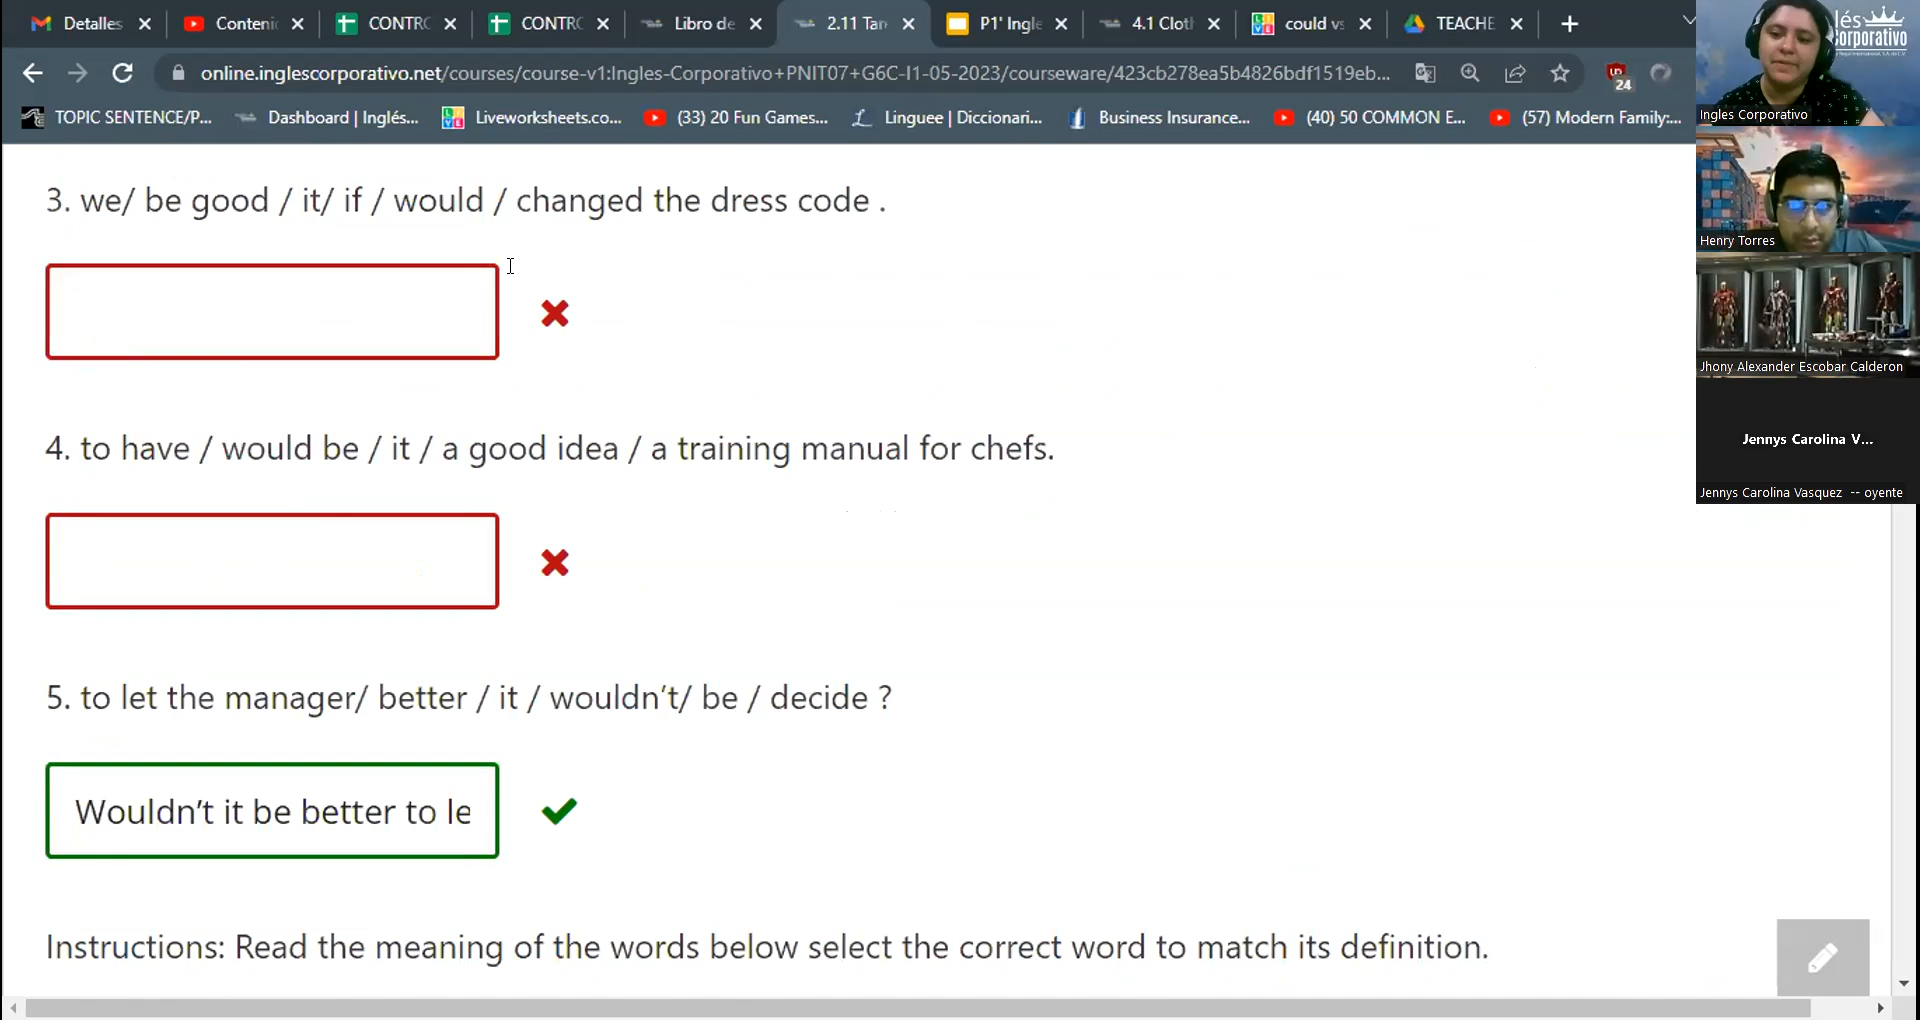 Detalles
Conteni
CONTRO
CONTRO
Libro de
2.11 Tar
P1' Ingle
4.1 Clot
could vs
TEACHE
online.inglescorporativo.net/courses/course-v1:Ingles-Corporativo+PNIT07+G6C-I1-05-2023/courseware/423cb278ea5b4826bdf1519eb...
24
TOPIC SENTENCE/P...
Dashboard | Inglés...
Liveworksheets.co...
(33) 20 Fun Games...
Linguee | Diccionari...
Business Insurance...
(40) 50 COMMON E...
(57) Modern Family:...
lés
Corporativo
Ingles Corporativo
Henry Torres
Jhony Alexander Escobar Calderon
Jennys Carolina V...
Jennys Carolina Vasquez -- oyente
3. we/ be good / it/ if / would / changed the dress code .
4. to have / would be / it / a good idea / a training manual for chefs.
5. to let the manager/ better / it / wouldn’t/ be / decide ?
Wouldn’t it be better to le
Instructions: Read the meaning of the words below select the correct word to match its definition.